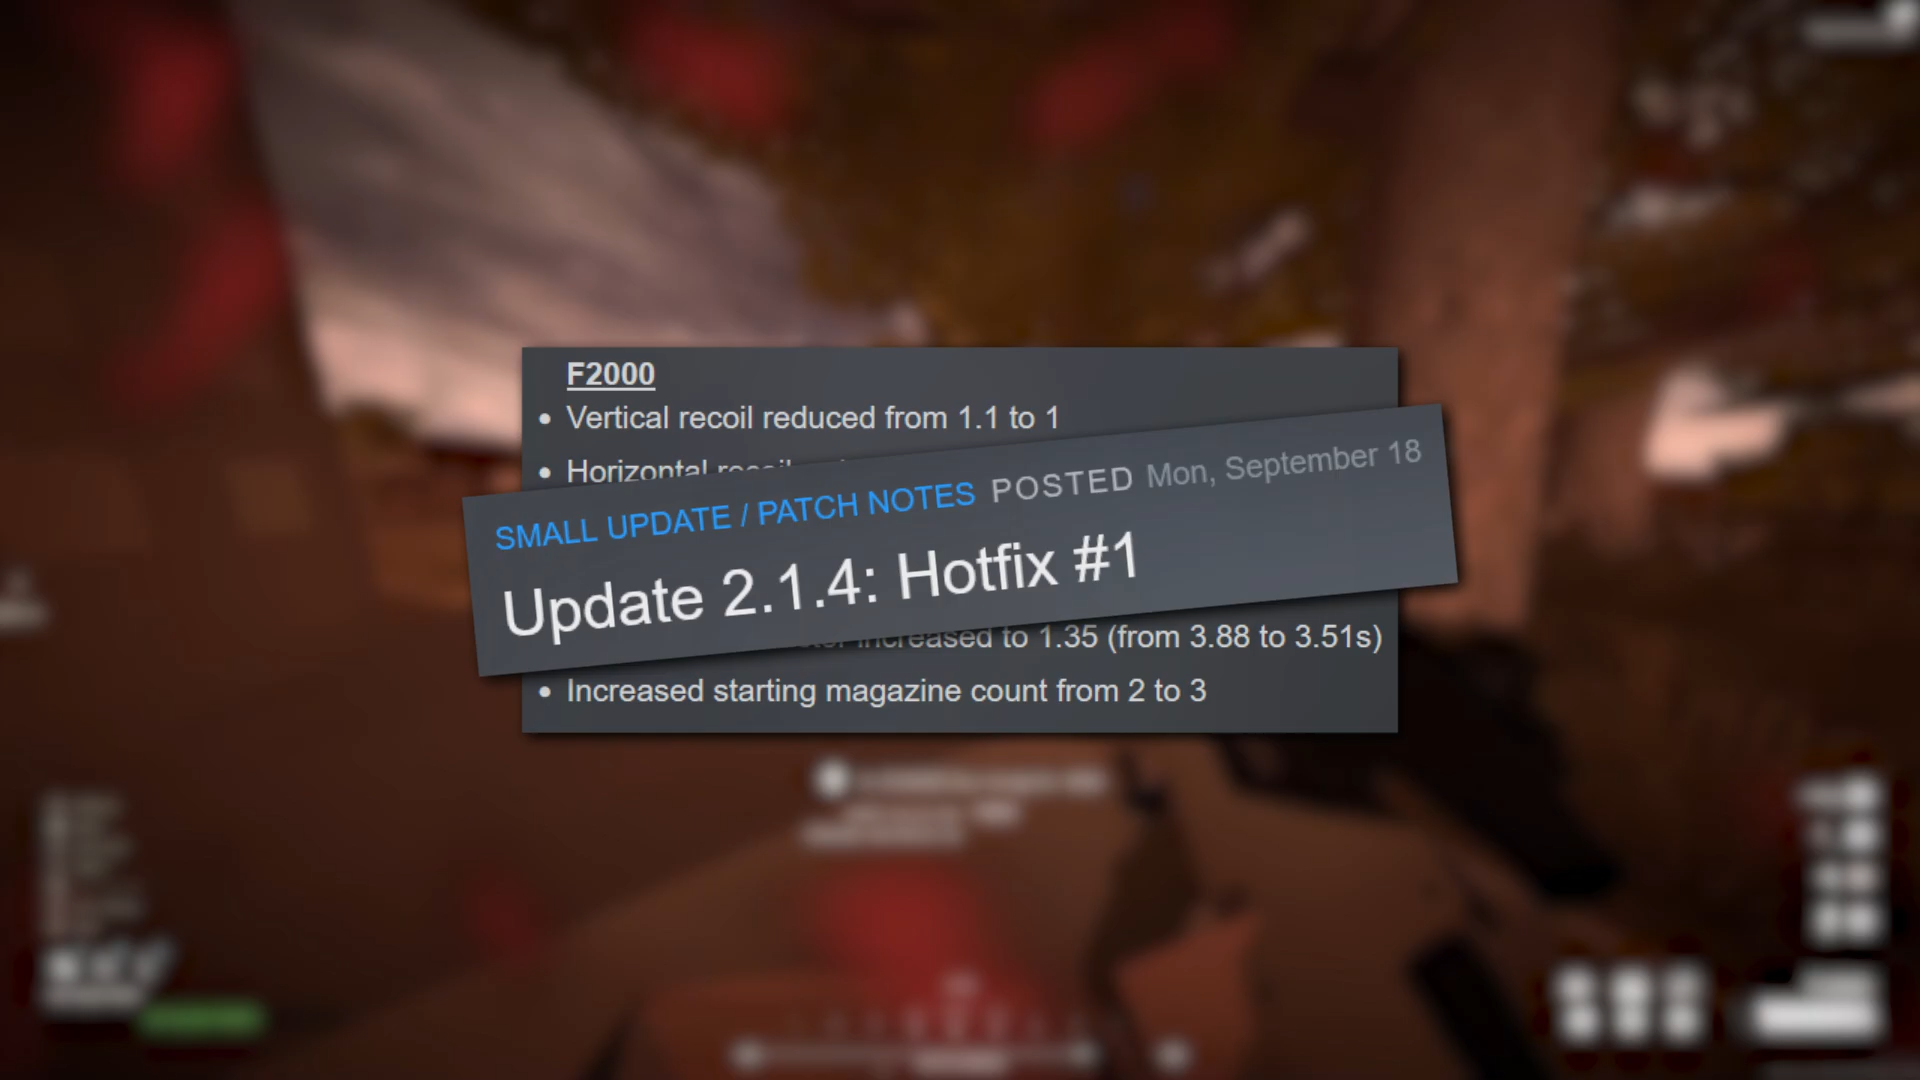 F2000
• Vertical recoil reduced from 1.1 to 1
• Horizontal
SMALL UPDATE / PATCH NOTES POSTED Mon, September 18
Update 2.1.4: Hotfix #1
increased to 1.35 (from 3.88 to 3.51s)
• Increased starting magazine count from 2 to 3